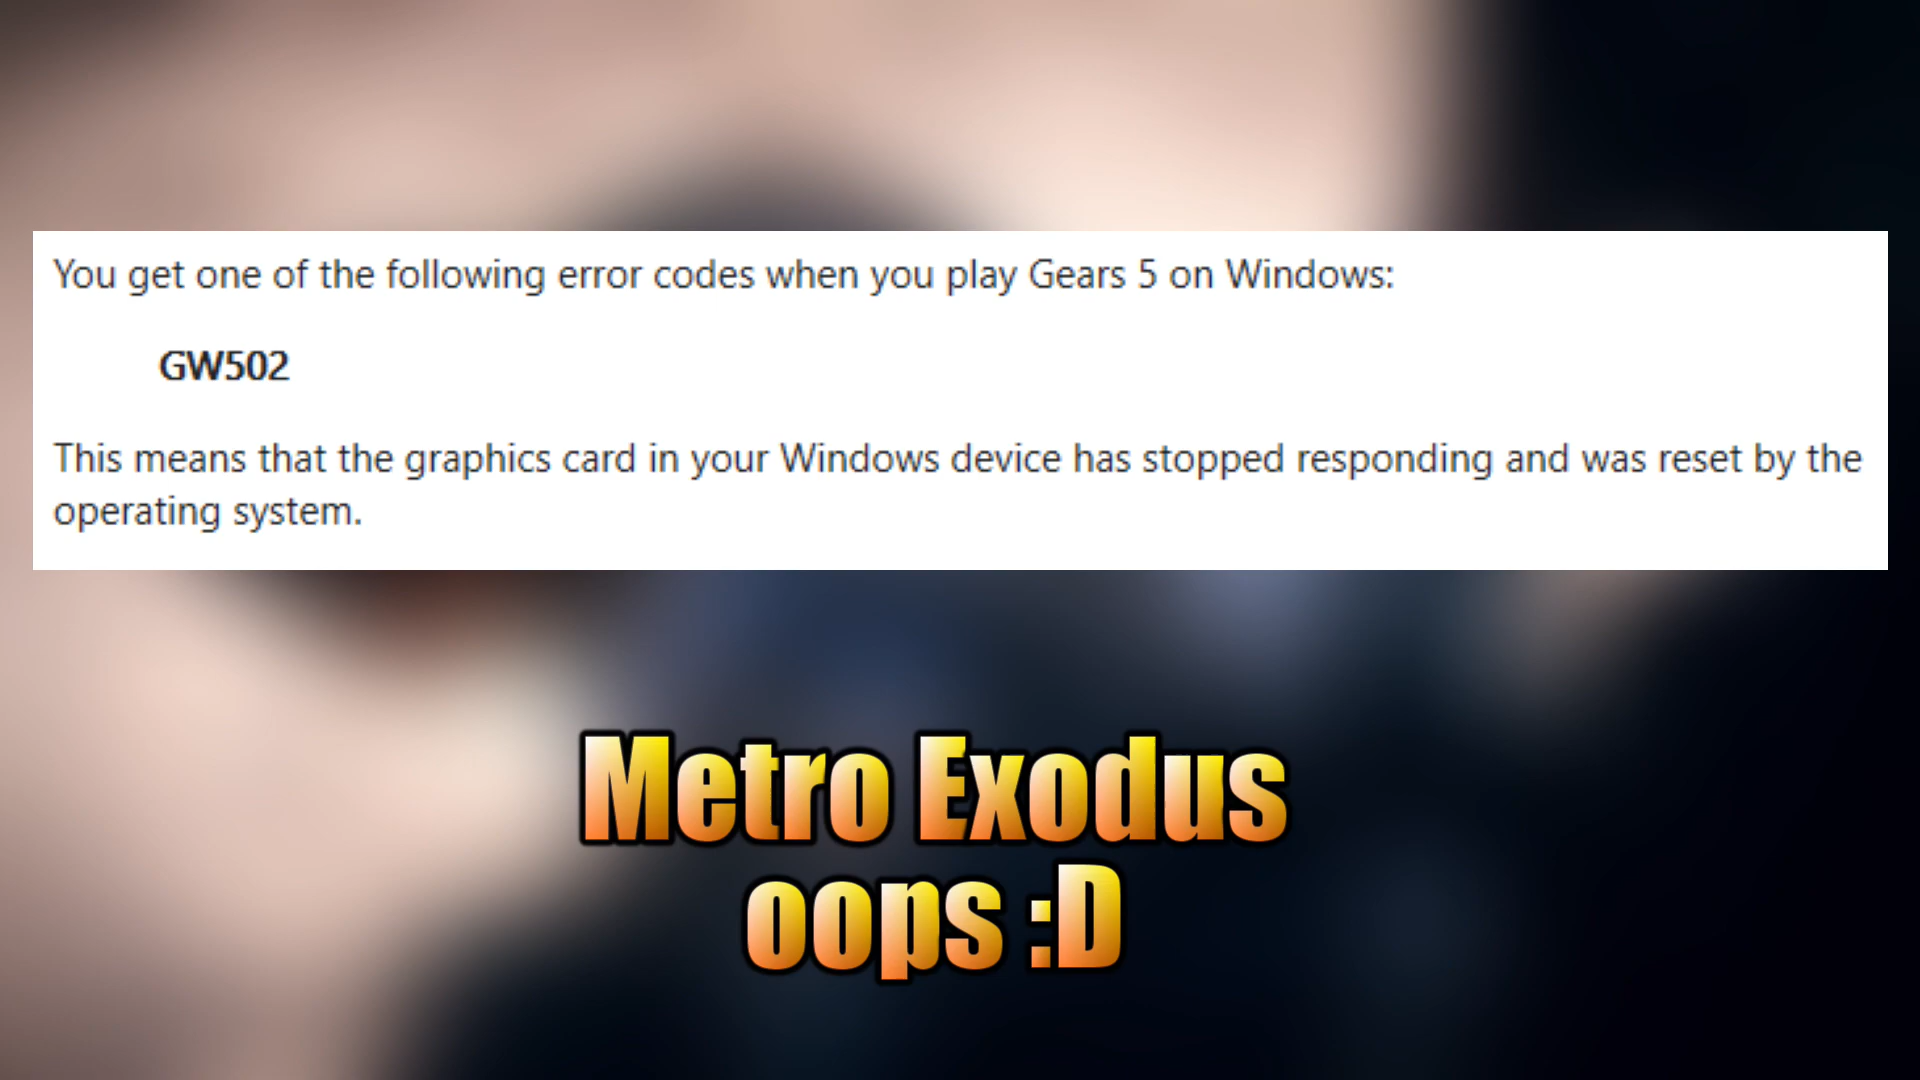 You get one of the following error codes when you play Gears 5 on Windows:
GW502
This means that the graphics card in your Windows device has stopped responding and was reset by the
operating system.
Metro Exodus
oops :D